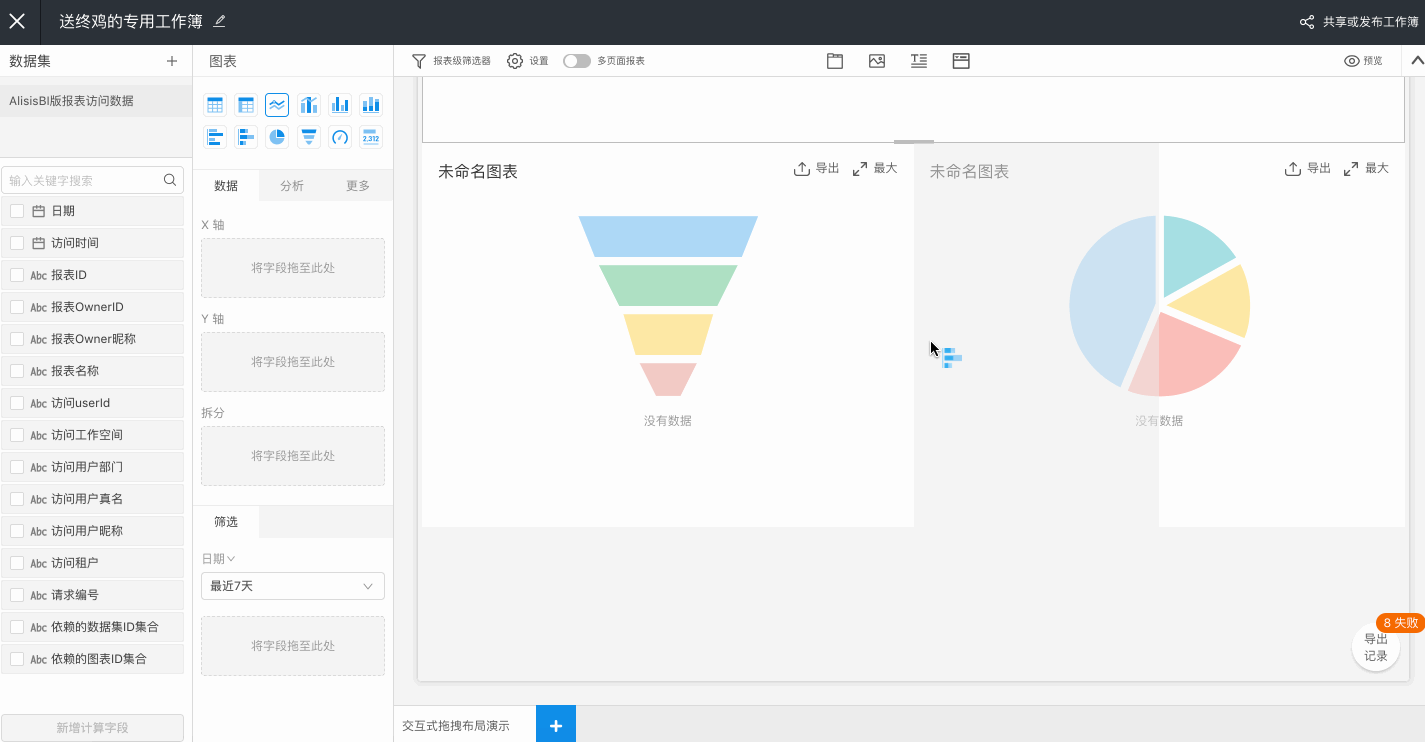 送终鸡的专用工作簿
共享或发布工作簿
数据集
图表
报表级筛选器
设置
多页面报表
预览
AlisisBI版报表访问数据
2,312
输入关键字搜索
日期
访问时间
Abc 报表ID
Abc 报表OwnerID
Abc 报表Owner昵称
Abc 报表名称
Abc 访问userId
Abc 访问工作空间
Abc 访问用户部门
Abc 访问用户真名
Abc 访问用户昵称
Abc 访问租户
Abc 请求编号
Abc 依赖的数据集ID集合
Abc 依赖的图表ID集合
新增计算字段
数据
分析
更多
X 轴
将字段拖至此处
Y 轴
将字段拖至此处
拆分
将字段拖至此处
筛选
日期
最近7天
将字段拖至此处
未命名图表
导出
最大
没有数据
未命名图表
导出
最大
没有数据
8 失败
导出
记录
交互式拖拽布局演示